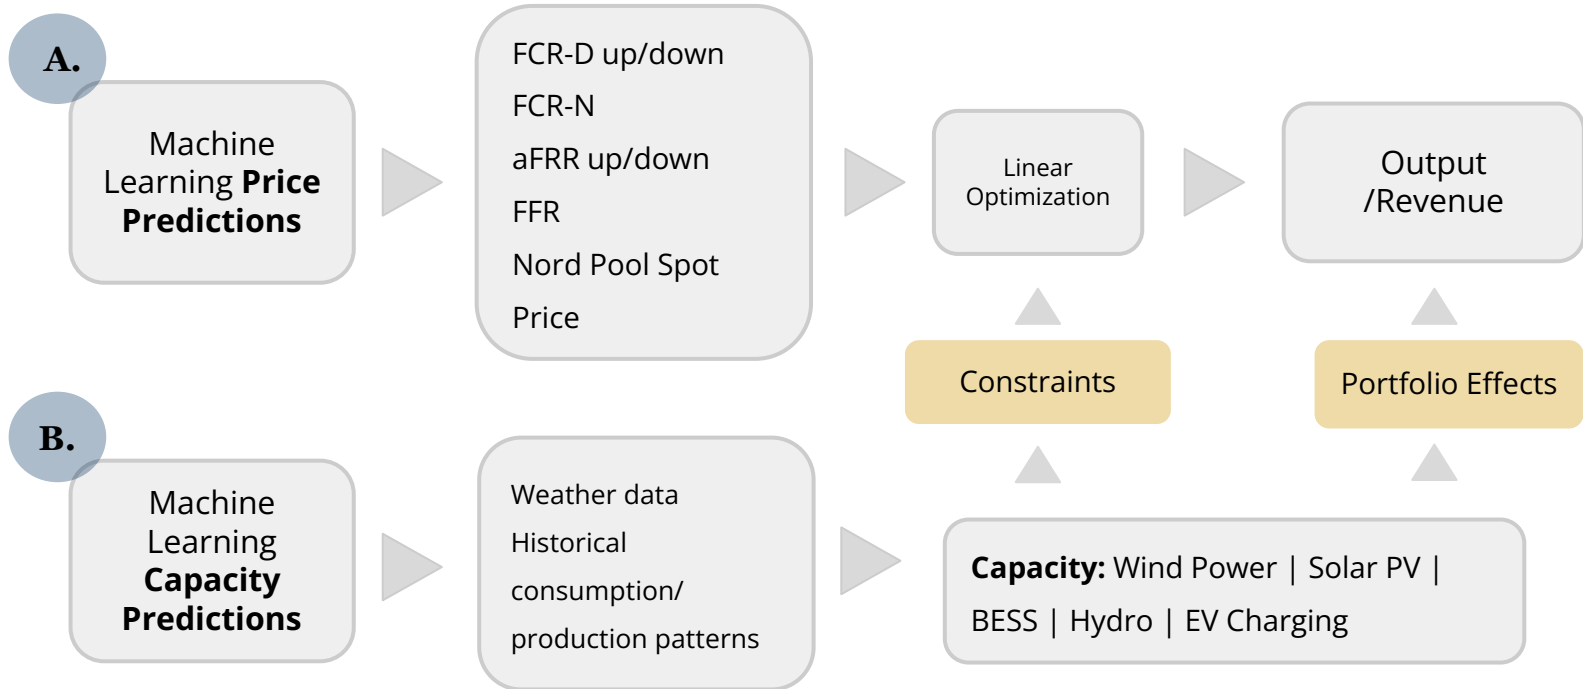 A.
Machine
Learning Price
Predictions
FCR-D up/down
FCR-N
aFRR up/down
FFR
Nord Pool Spot
Price
Linear
Optimization
Output
/Revenue
Constraints
Portfolio Effects
B.
Machine
Learning
Capacity
Predictions
Weather data
Historical
consumption/
production patterns
Capacity: Wind Power | Solar PV |
BESS | Hydro | EV Charging